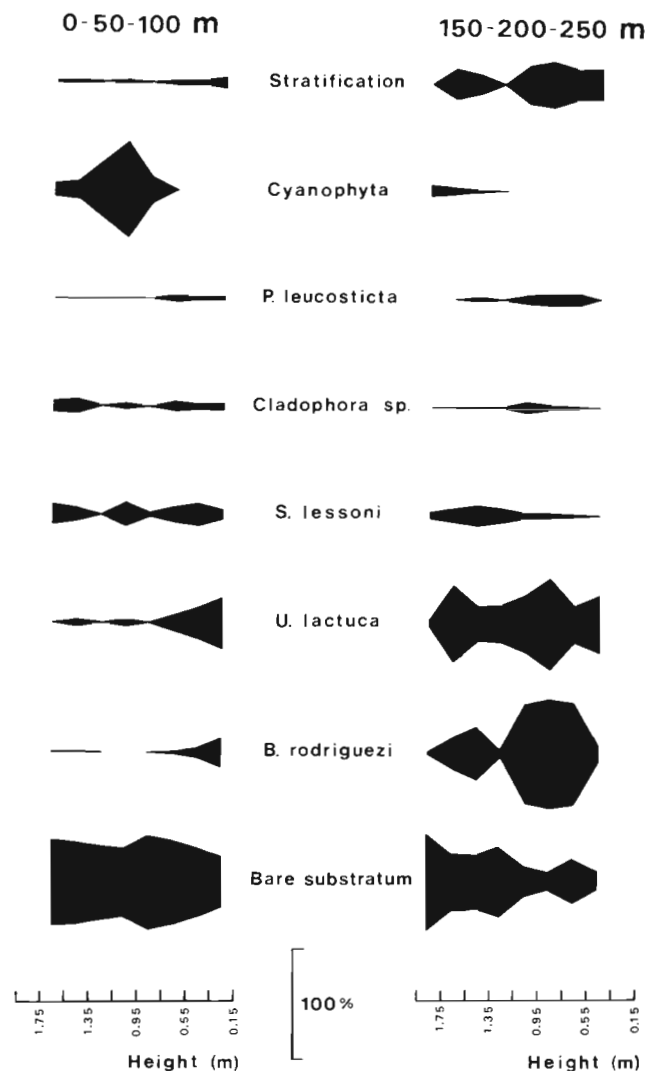 0-50-100 m
150-200-250 m
Stratification
Cyanophyta
P. leucosticta
Cladophora sp.
S. lessoni
U. lactuca
B. rodriguezi
Bare substratum
100%
1.75 1.35 0.95 0.55 0.15
1.75 1.35 0.95 0.55 0.15
Height (m)
Height (m)